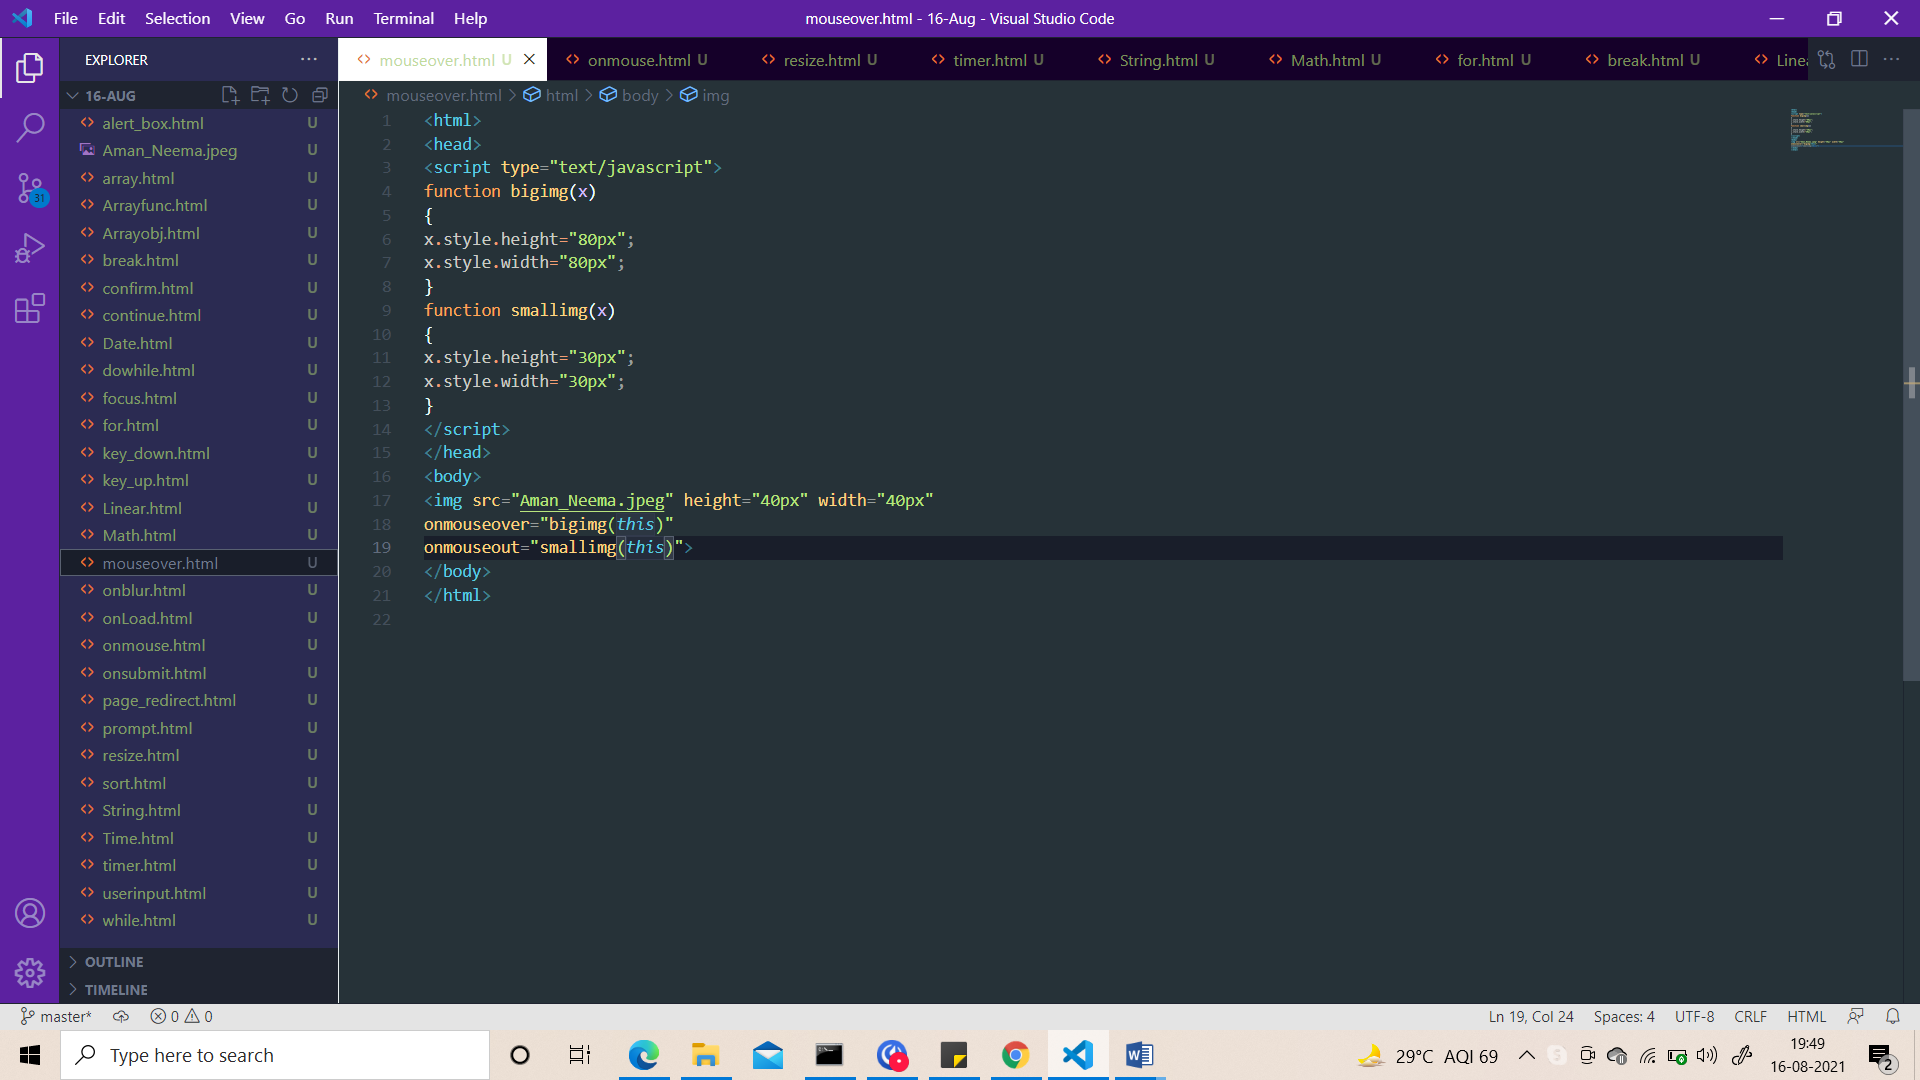 File Edit Selection View Go Run Terminal Help
mouseover.html - 16-Aug - Visual Studio Code
EXPLORER
mouseover.html U
onmouse.html U
resize.html U
timer.html U
String.html U
Math.html U
for.html U
break.html U
Linea
16-AUG
mouseover.html > html > body > img
31
alert_box.html U
Aman_Neema.jpeg U
array.html U
Arrayfunc.html U
Arrayobj.html U
break.html U
confirm.html U
continue.html U
Date.html U
dowhile.html U
focus.html U
for.html U
key_down.html U
key_up.html U
Linear.html U
Math.html U
mouseover.html U
onblur.html U
onLoad.html U
onmouse.html U
onsubmit.html U
page_redirect.html U
prompt.html U
resize.html U
sort.html U
String.html U
Time.html U
timer.html U
userinput.html U
while.html U
OUTLINE
TIMELINE
1 <html>
2 <head>
3 <script type="text/javascript">
4 function bigimg(x)
5 {
6 x.style.height="80px";
7 x.style.width="80px";
8 }
9 function smallimg(x)
10 {
11 x.style.height="30px";
12 x.style.width="30px";
13 }
14 </script>
15 </head>
16 <body>
17 <img src="Aman_Neema.jpeg" height="40px" width="40px"
18 onmouseover="bigimg(this)"
19 onmouseout="smallimg(this)">
20 </body>
21 </html>
22
master* 0 0
Ln 19, Col 24 Spaces: 4 UTF-8 CRLF HTML
Type here to search
29°C AQI 69
19:49
16-08-2021
2